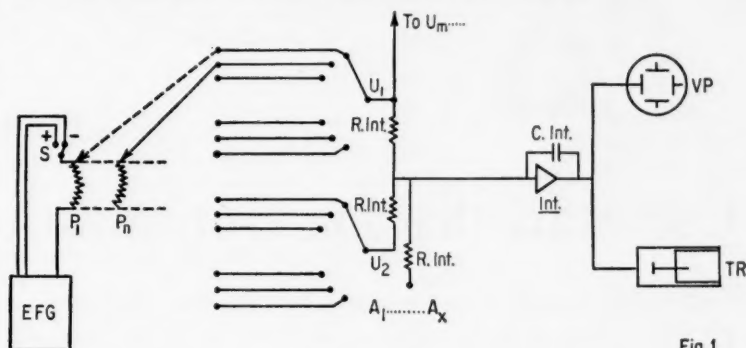 To Um.....
U1
R.Int.
C. Int.
VP
+ -
S
P1 Pn
R.Int.
Int.
U2
R. Int.
EFG
A1........Ax
TR
Fig 1